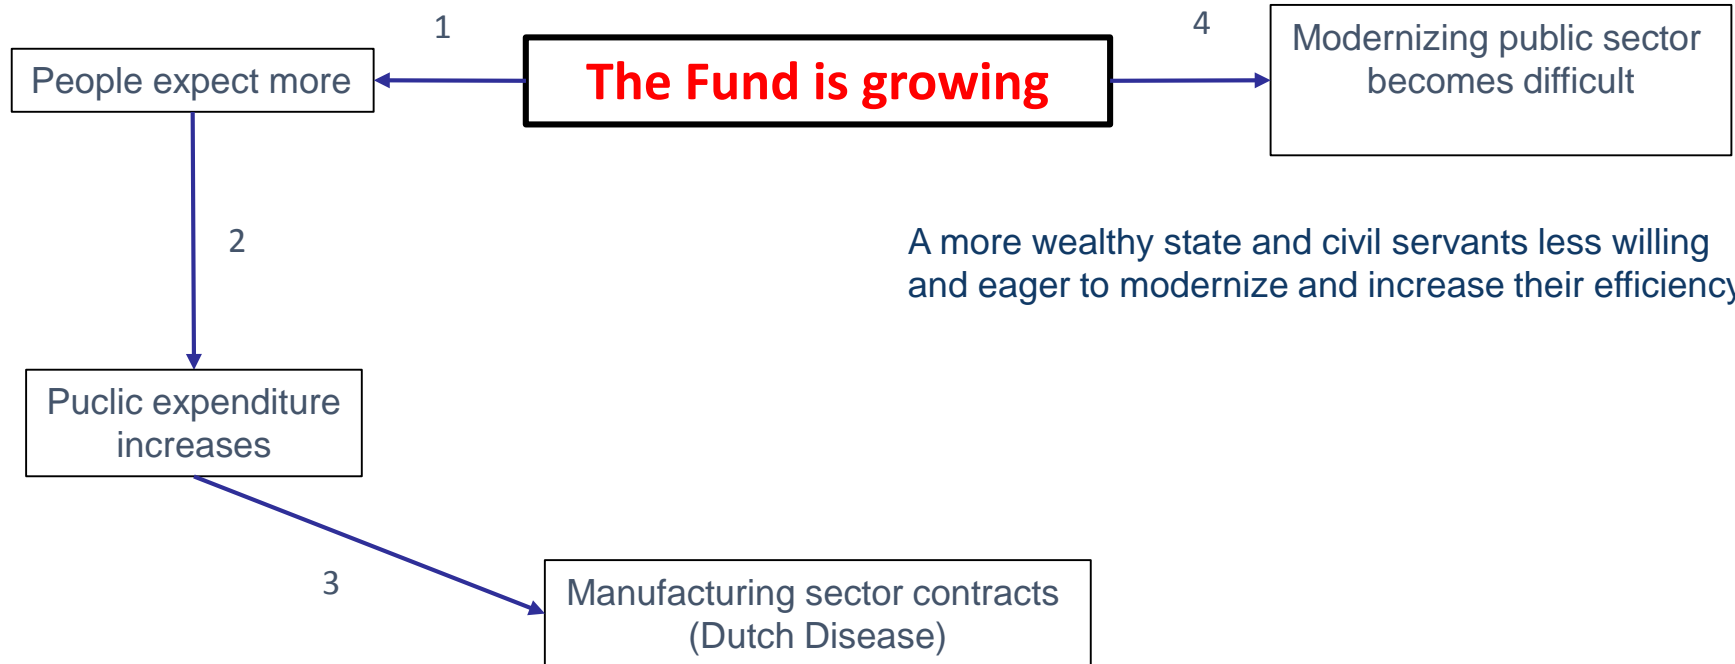 1
4
People expect more
The Fund is growing
Modernizing public sector
becomes difficult
2
A more wealthy state and civil servants less willing
and eager to modernize and increase their efficiency
Puclic expenditure
increases
3
Manufacturing sector contracts
(Dutch Disease)